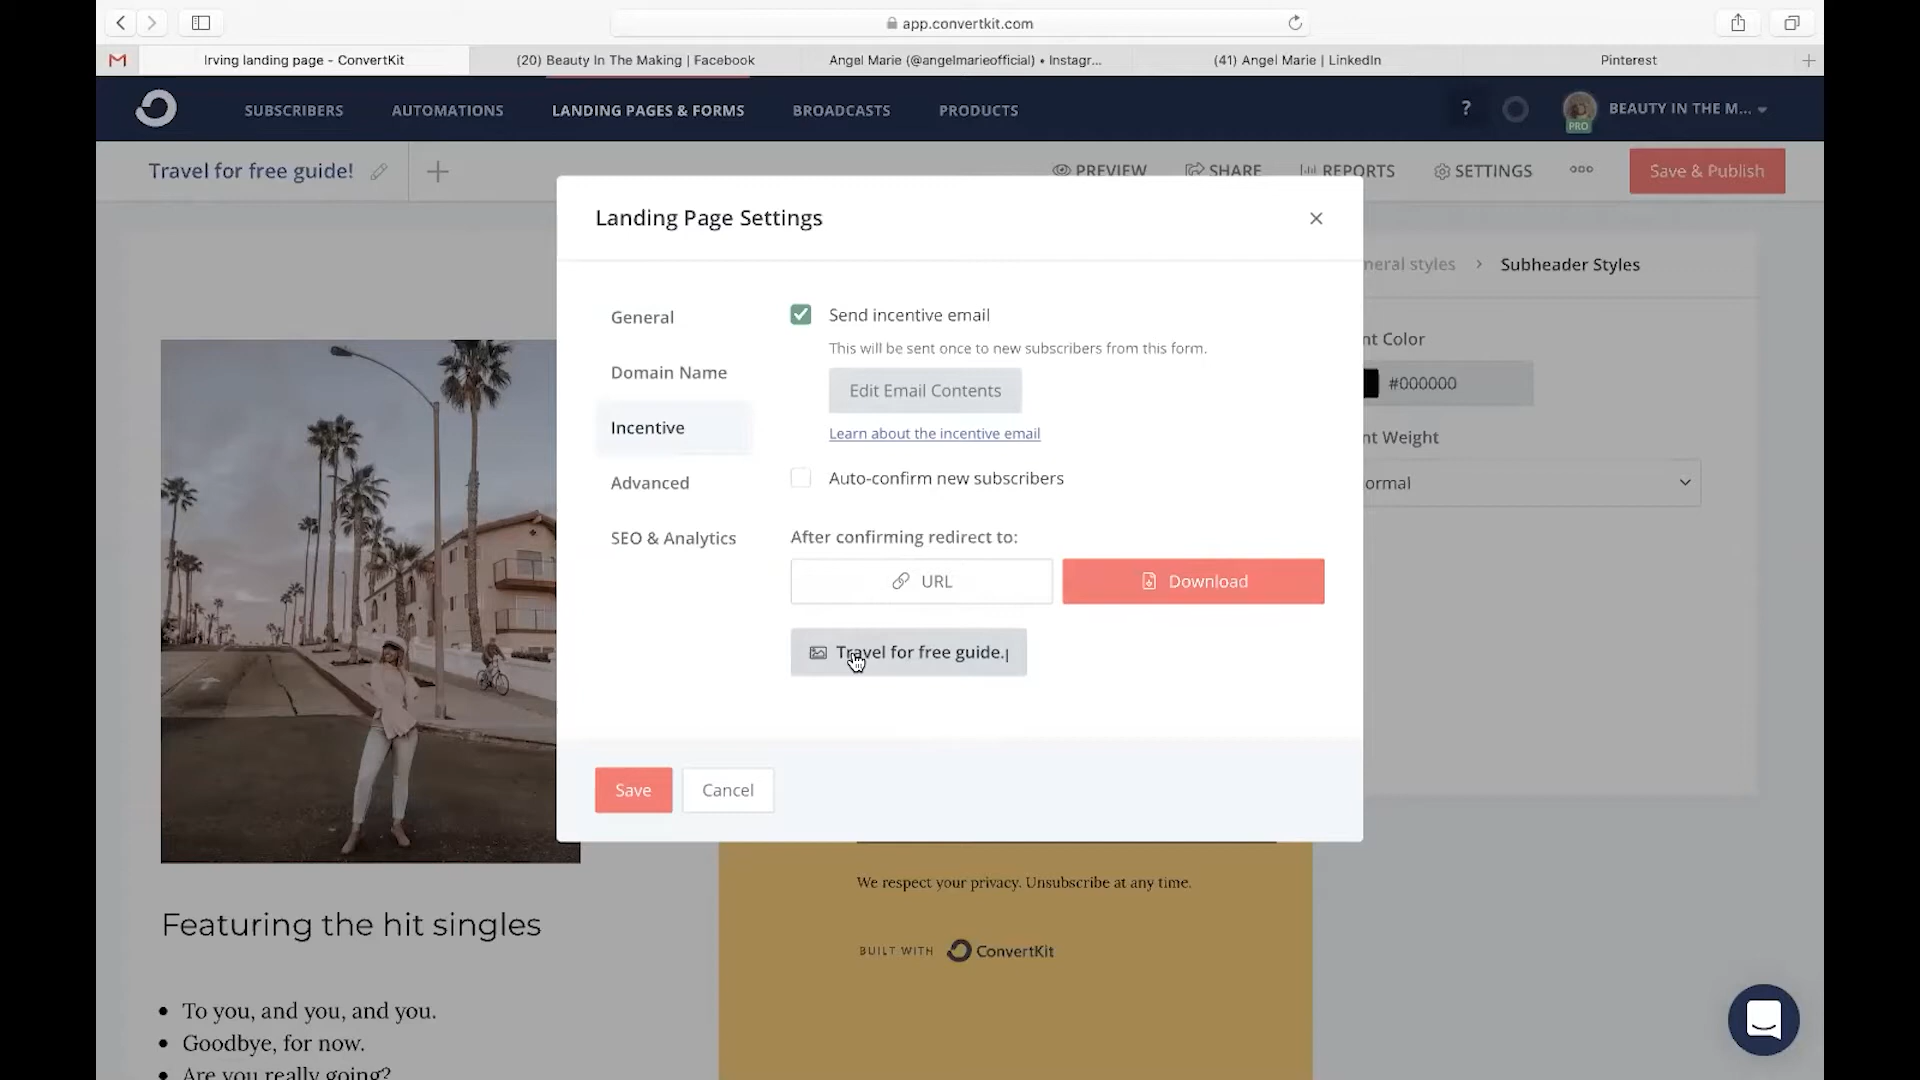 app.convertkit.com
Irving landing page - ConvertKit
(20) Beauty In The Making | Facebook
Angel Marie (@angelmarieofficial) • Instagr...
(41) Angel Marie | LinkedIn
Pinterest
SUBSCRIBERS
AUTOMATIONS
LANDING PAGES & FORMS
BROADCASTS
PRODUCTS
?
PRO
BEAUTY IN THE M...
Travel for free guide!
PREVIEW
SHARE
REPORTS
SETTINGS
Save & Publish
Landing Page Settings
neral styles > Subheader Styles
General
Domain Name
Incentive
Advanced
SEO & Analytics
Send incentive email
This will be sent once to new subscribers from this form.
Edit Email Contents
Learn about the incentive email
Auto-confirm new subscribers
After confirming redirect to:
URL
Download
Travel for free guide.
nt Color
#000000
nt Weight
ormal
Save
Cancel
We respect your privacy. Unsubscribe at any time.
BUILT WITH ConvertKit
Featuring the hit singles
• To you, and you, and you.
• Goodbye, for now.
• Are you really going?